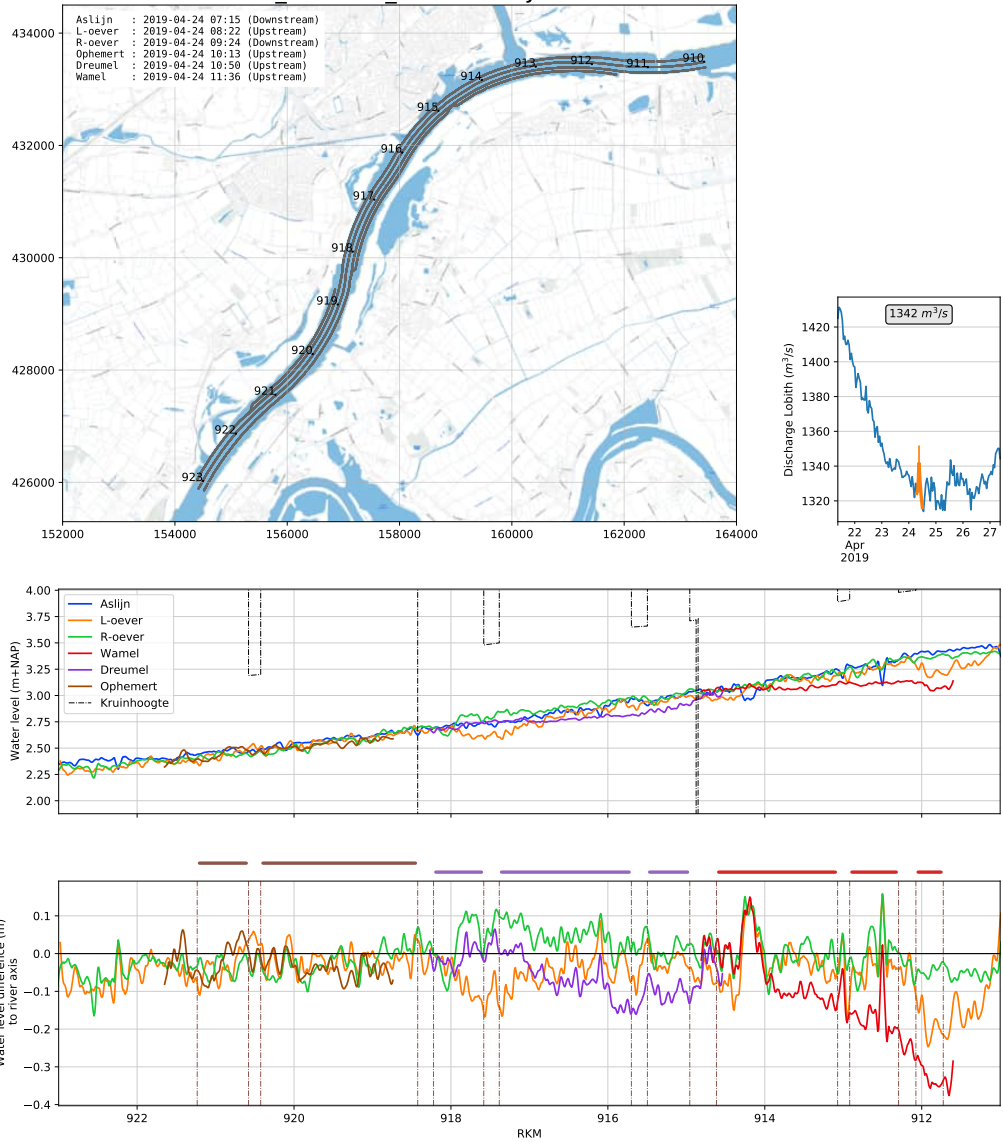 Aslijn : 2019-04-24 07:15 (Downstream)
L-oever : 2019-04-24 08:22 (Upstream)
R-oever : 2019-04-24 09:24 (Downstream)
Ophemert : 2019-04-24 10:13 (Upstream)
Dreumel : 2019-04-24 10:50 (Upstream)
Wamel : 2019-04-24 11:36 (Upstream)
434000
432000
430000
428000
426000
910
911
912
913
914
915
916
917
918
919
920
921
922
923
152000 154000 156000 158000 160000 162000 164000
1342 m³/s
Discharge Lobith (m³/s)
1420
1400
1380
1360
1340
1320
22 23 24 25 26 27
Apr
2019
Water level (m+NAP)
4.00
3.75
3.50
3.25
3.00
2.75
2.50
2.25
2.00
Aslijn
L-oever
R-oever
Wamel
Dreumel
Ophemert
Kruinhoogte
Water level difference (m)
to river axis
0.1
0.0
−0.1
−0.2
−0.3
−0.4
922 920 918 916 914 912
RKM